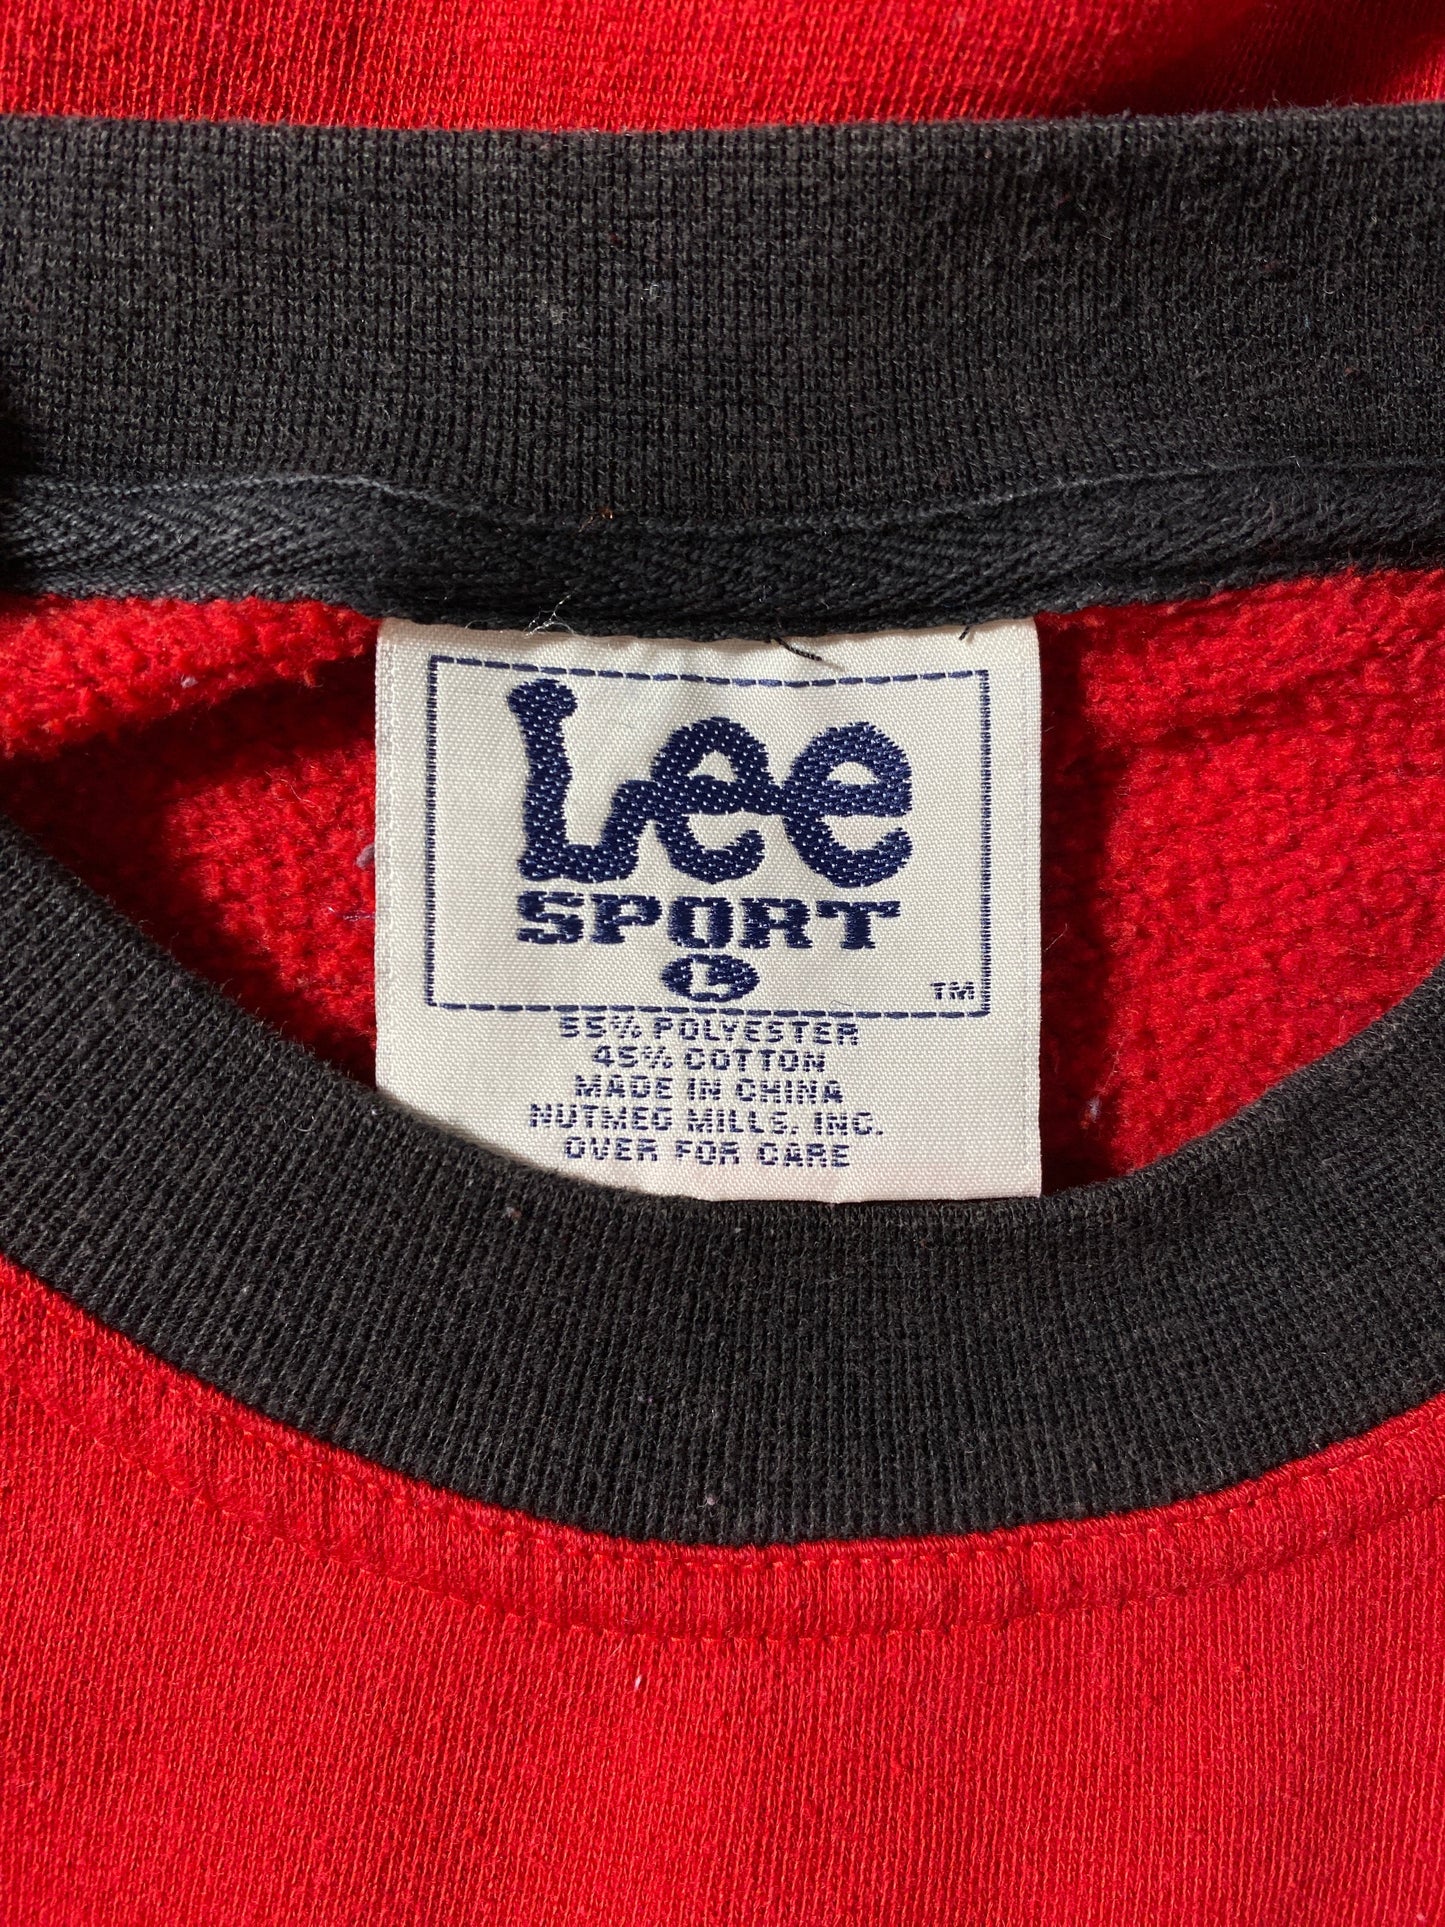 Lee
SPORT
L
TM
55% POLYESTER
45% COTTON
MADE IN CHINA
NUTMEG MILLS, INC.
OVER FOR CARE